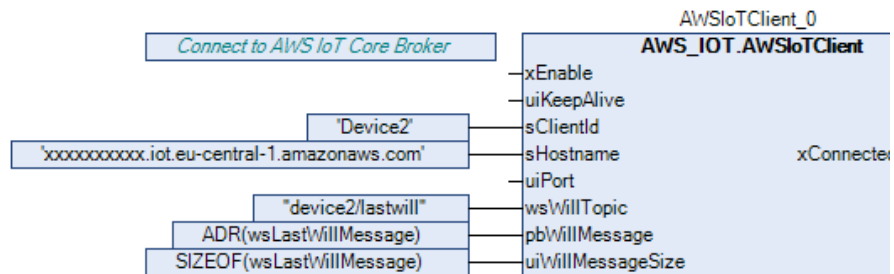 AWSIoTClient_0
Connect to AWS IoT Core Broker
AWS_IOT.AWSIoTClient
xEnable
uiKeepAlive
'Device2' sClientId
'xxxxxxxxxx.iot.eu-central-1.amazonaws.com' sHostname xConnected
uiPort
"device2/lastwill" wsWillTopic
ADR(wsLastWillMessage) pbWillMessage
SIZEOF(wsLastWillMessage) uiWillMessageSize